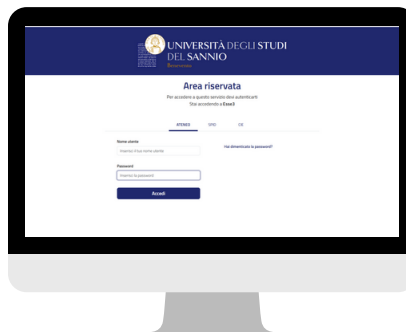 UNIVERSITÀ DEGLI STUDI
DEL SANNIO
Benevento
Area riservata
Per accedere a questo servizio devi autenticarti
Stai accedendo a Esse3
ATENEO SPID CIE
Nome utente
Inserisci il tuo nome utente
Hai dimenticato la password?
Password
Inserisci la password
Accedi